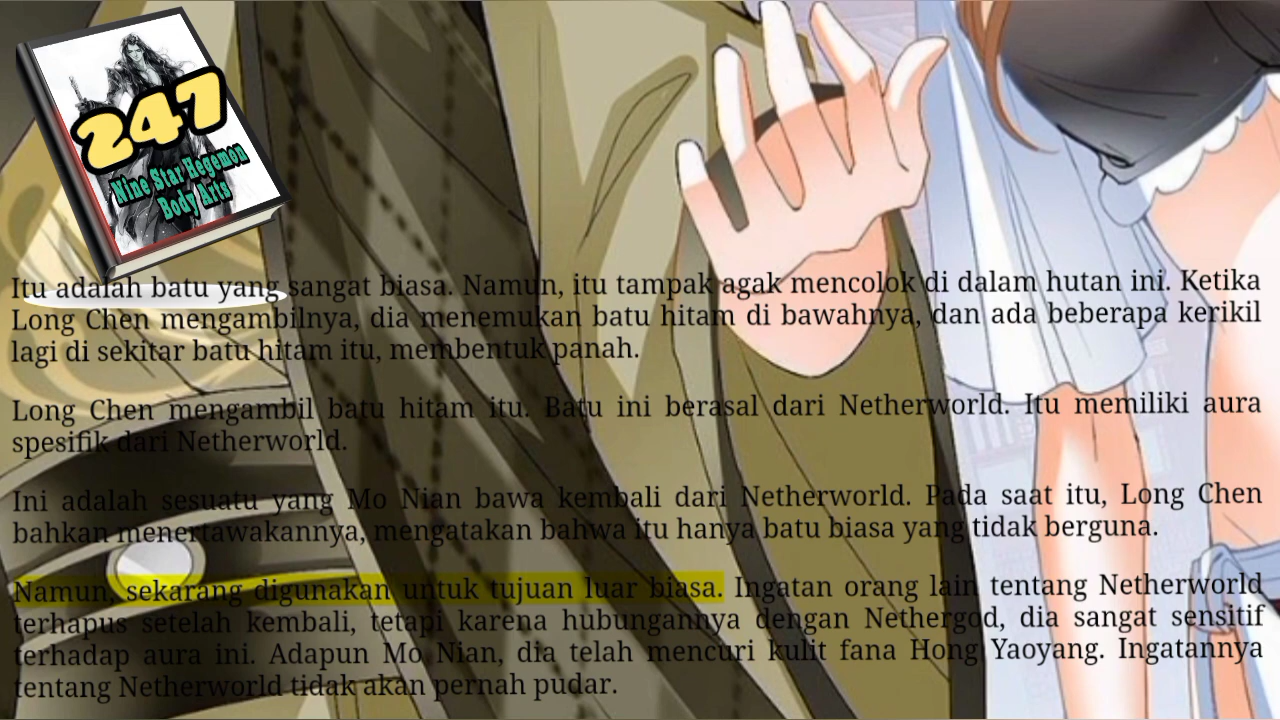 247
Nine Star Hegemon
Body Arts
Itu adalah batu yang sangat biasa. Namun, itu tampak agak mencolok di dalam hutan ini. Ketika
Long Chen mengambilnya, dia menemukan batu hitam di bawahnya, dan ada beberapa kerikil
lagi di sekitar batu hitam itu, membentuk panah.
Long Chen mengambil batu hitam itu. Batu ini berasal dari Netherworld. Itu memiliki aura
spesifik dari Netherworld.
Ini adalah sesuatu yang Mo Nian bawa kembali dari Netherworld. Pada saat itu, Long Chen
bahkan menertawakannya, mengatakan bahwa itu hanya batu biasa yang tidak berguna.
Namun, sekarang digunakan untuk tujuan luar biasa. Ingatan orang lain tentang Netherworld
terhapus setelah kembali, tetapi karena hubungannya dengan Nethergod, dia sangat sensitif
terhadap aura ini. Adapun Mo Nian, dia telah mencuri kulit fana Hong Yaoyang. Ingatannya
tentang Netherworld tidak akan pernah pudar.